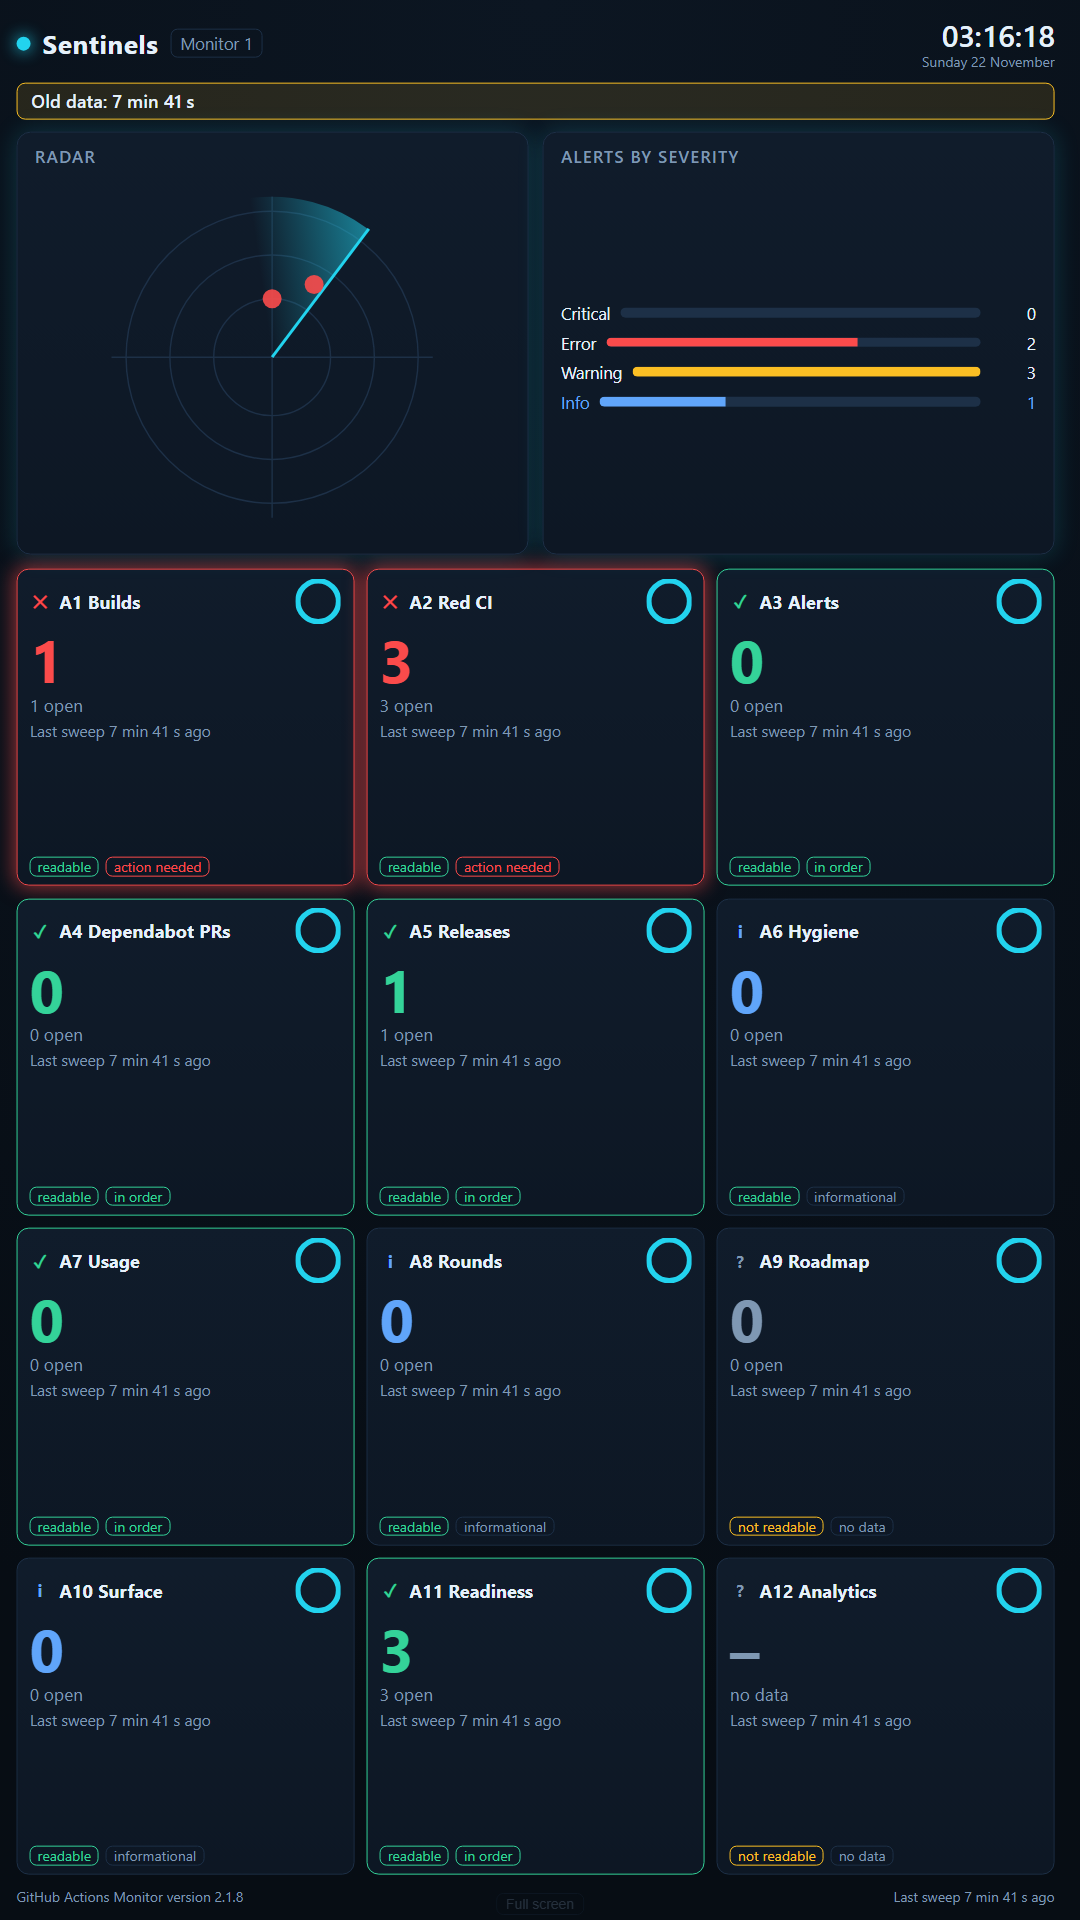 Sentinels
Monitor 1
03:16:18
Sunday 22 November
Old data: 7 min 41 s
RADAR
ALERTS BY SEVERITY
Critical 0
Error 2
Warning 3
Info 1
✕ A1 Builds
1
1 open
Last sweep 7 min 41 s ago
readable action needed
✕ A2 Red CI
3
3 open
Last sweep 7 min 41 s ago
readable action needed
✓ A3 Alerts
0
0 open
Last sweep 7 min 41 s ago
readable in order
✓ A4 Dependabot PRs
0
0 open
Last sweep 7 min 41 s ago
readable in order
✓ A5 Releases
1
1 open
Last sweep 7 min 41 s ago
readable in order
i A6 Hygiene
0
0 open
Last sweep 7 min 41 s ago
readable informational
✓ A7 Usage
0
0 open
Last sweep 7 min 41 s ago
readable in order
i A8 Rounds
0
0 open
Last sweep 7 min 41 s ago
readable informational
? A9 Roadmap
0
0 open
Last sweep 7 min 41 s ago
not readable no data
i A10 Surface
0
0 open
Last sweep 7 min 41 s ago
readable informational
✓ A11 Readiness
3
3 open
Last sweep 7 min 41 s ago
readable in order
? A12 Analytics
—
no data
Last sweep 7 min 41 s ago
not readable no data
GitHub Actions Monitor version 2.1.8
Full screen
Last sweep 7 min 41 s ago